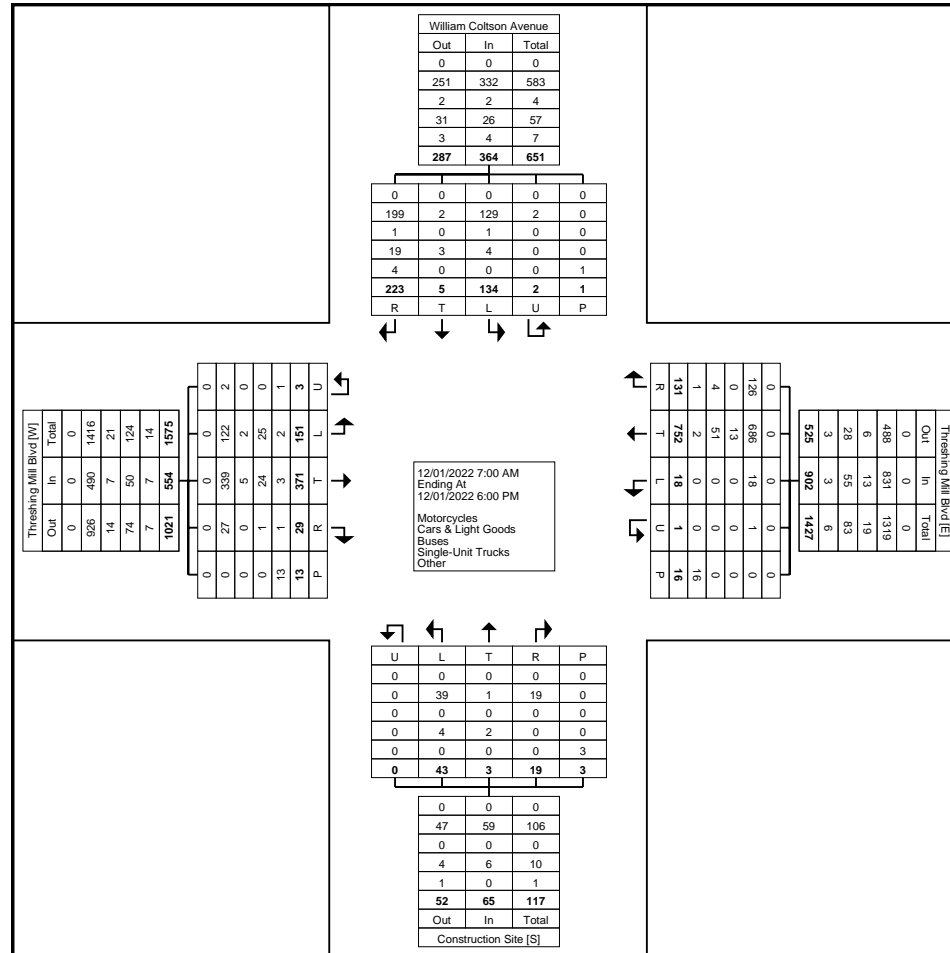 William Coltson Avenue
Out In Total
0 0 0
251 332 583
2 2 4
31 26 57
3 4 7
287 364 651
0 0 0 0 0
199 2 129 2 0
1 0 1 0 0
19 3 4 0 0
4 0 0 0 1
223 5 134 2 1
R T L U P
Threshing Mill Blvd [W]
Out In Total
0 0 0
926 490 1416
14 7 21
74 50 124
7 7 14
1021 554 1575
0 0 0 0 0
0 27 339 122 2
0 0 5 2 0
0 1 24 25 0
13 1 3 2 1
13 29 371 151 3
P R T L U
12/01/2022 7:00 AM
Ending At
12/01/2022 6:00 PM
Motorcycles
Cars & Light Goods
Buses
Single-Unit Trucks
Other
Threshing Mill Blvd [E]
Out In Total
0 0 0
488 831 1319
6 13 19
28 55 83
3 3 6
525 902 1427
0 0 0 0 0
126 686 18 1 0
0 13 0 0 0
4 51 0 0 0
1 2 0 0 16
131 752 18 1 16
R T L U P
U L T R P
0 0 0 0 0
0 39 1 19 0
0 0 0 0 0
0 4 2 0 0
0 0 0 0 3
0 43 3 19 3
0 0 0
47 59 106
0 0 0
4 6 10
1 0 1
52 65 117
Out In Total
Construction Site [S]